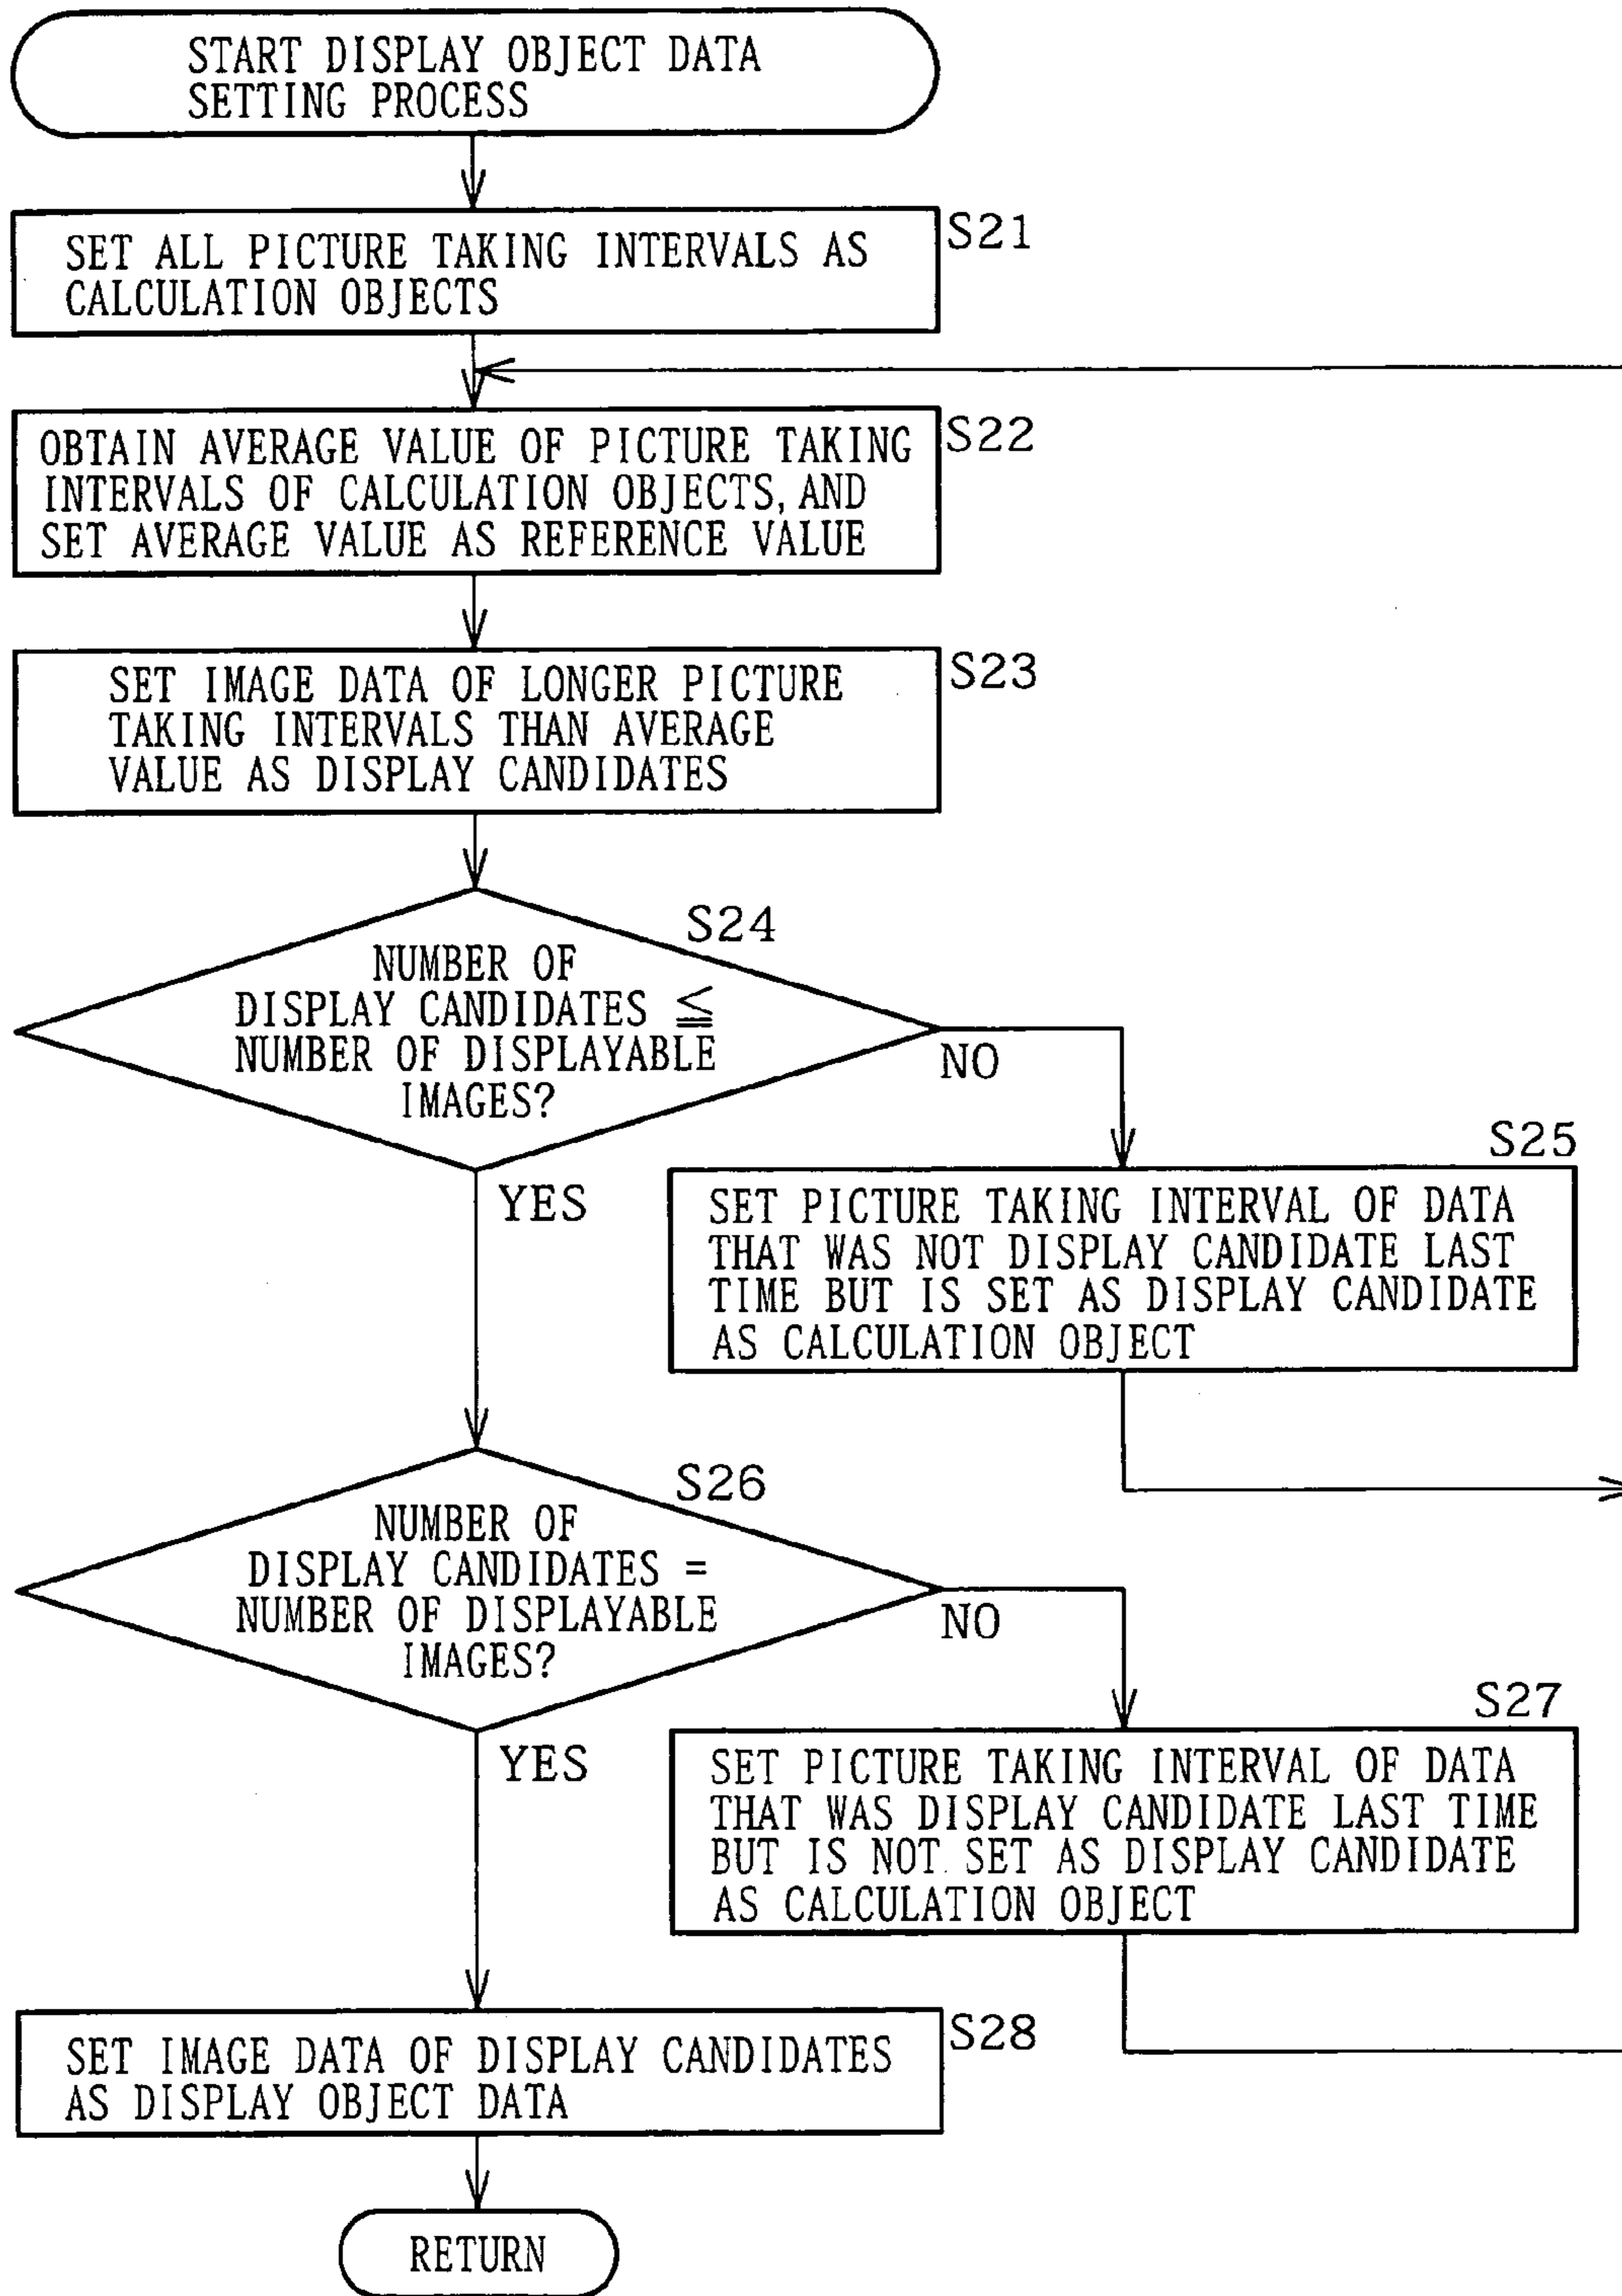 START DISPLAY OBJECT DATA
SETTING PROCESS
S21
SET ALL PICTURE TAKING INTERVALS AS
CALCULATION OBJECTS
S22
OBTAIN AVERAGE VALUE OF PICTURE TAKING
INTERVALS OF CALCULATION OBJECTS, AND
SET AVERAGE VALUE AS REFERENCE VALUE
S23
SET IMAGE DATA OF LONGER PICTURE
TAKING INTERVALS THAN AVERAGE
VALUE AS DISPLAY CANDIDATES
S24
NUMBER OF
DISPLAY CANDIDATES ≦
NUMBER OF DISPLAYABLE
IMAGES?
NO
YES
S25
SET PICTURE TAKING INTERVAL OF DATA
THAT WAS NOT DISPLAY CANDIDATE LAST
TIME BUT IS SET AS DISPLAY CANDIDATE
AS CALCULATION OBJECT
S26
NUMBER OF
DISPLAY CANDIDATES =
NUMBER OF DISPLAYABLE
IMAGES?
NO
YES
S27
SET PICTURE TAKING INTERVAL OF DATA
THAT WAS DISPLAY CANDIDATE LAST TIME
BUT IS NOT SET AS DISPLAY CANDIDATE
AS CALCULATION OBJECT
S28
SET IMAGE DATA OF DISPLAY CANDIDATES
AS DISPLAY OBJECT DATA
RETURN